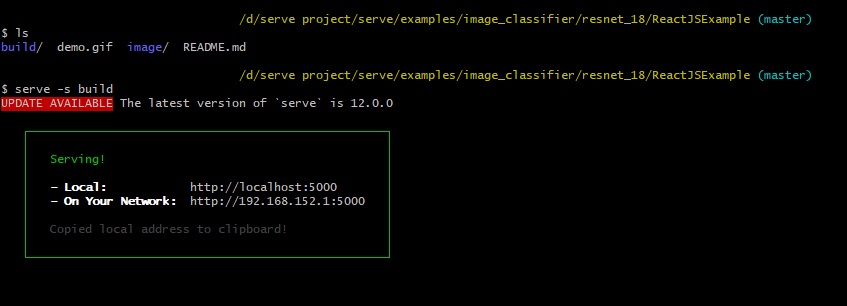 /d/serve project/serve/examples/image_classifier/resnet_18/ReactJSExample (master)
$ ls
build/ demo.gif image/ README.md
/d/serve project/serve/examples/image_classifier/resnet_18/ReactJSExample (master)
$ serve -s build
UPDATE AVAILABLE The latest version of `serve` is 12.0.0
Serving!
- Local: http://localhost:5000
- On Your Network: http://192.168.152.1:5000
Copied local address to clipboard!